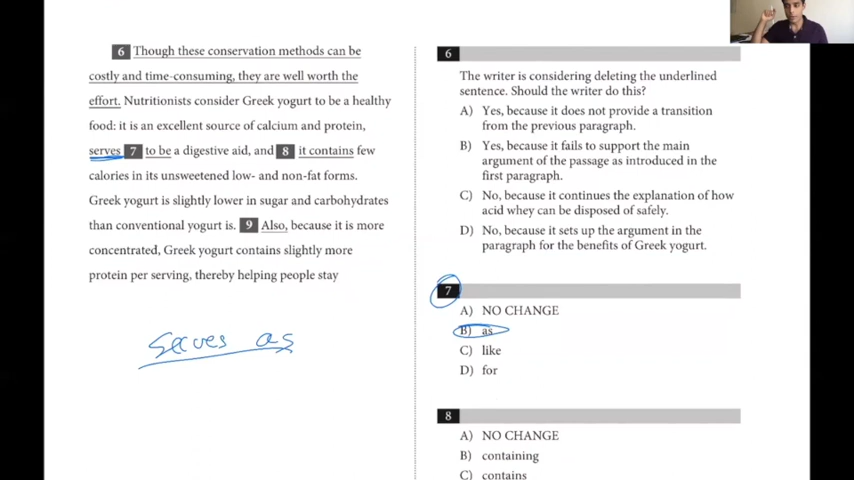 6 Though these conservation methods can be
costly and time-consuming, they are well worth the
effort. Nutritionists consider Greek yogurt to be a healthy
food: it is an excellent source of calcium and protein,
serves 7 to be a digestive aid, and 8 it contains few
calories in its unsweetened low- and non-fat forms.
Greek yogurt is slightly lower in sugar and carbohydrates
than conventional yogurt is. 9 Also, because it is more
concentrated, Greek yogurt contains slightly more
protein per serving, thereby helping people stay
serves as
6
The writer is considering deleting the underlined
sentence. Should the writer do this?
A) Yes, because it does not provide a transition
from the previous paragraph.
B) Yes, because it fails to support the main
argument of the passage as introduced in the
first paragraph.
C) No, because it continues the explanation of how
acid whey can be disposed of safely.
D) No, because it sets up the argument in the
paragraph for the benefits of Greek yogurt.
7
A) NO CHANGE
B) as
C) like
D) for
8
A) NO CHANGE
B) containing
C) contains